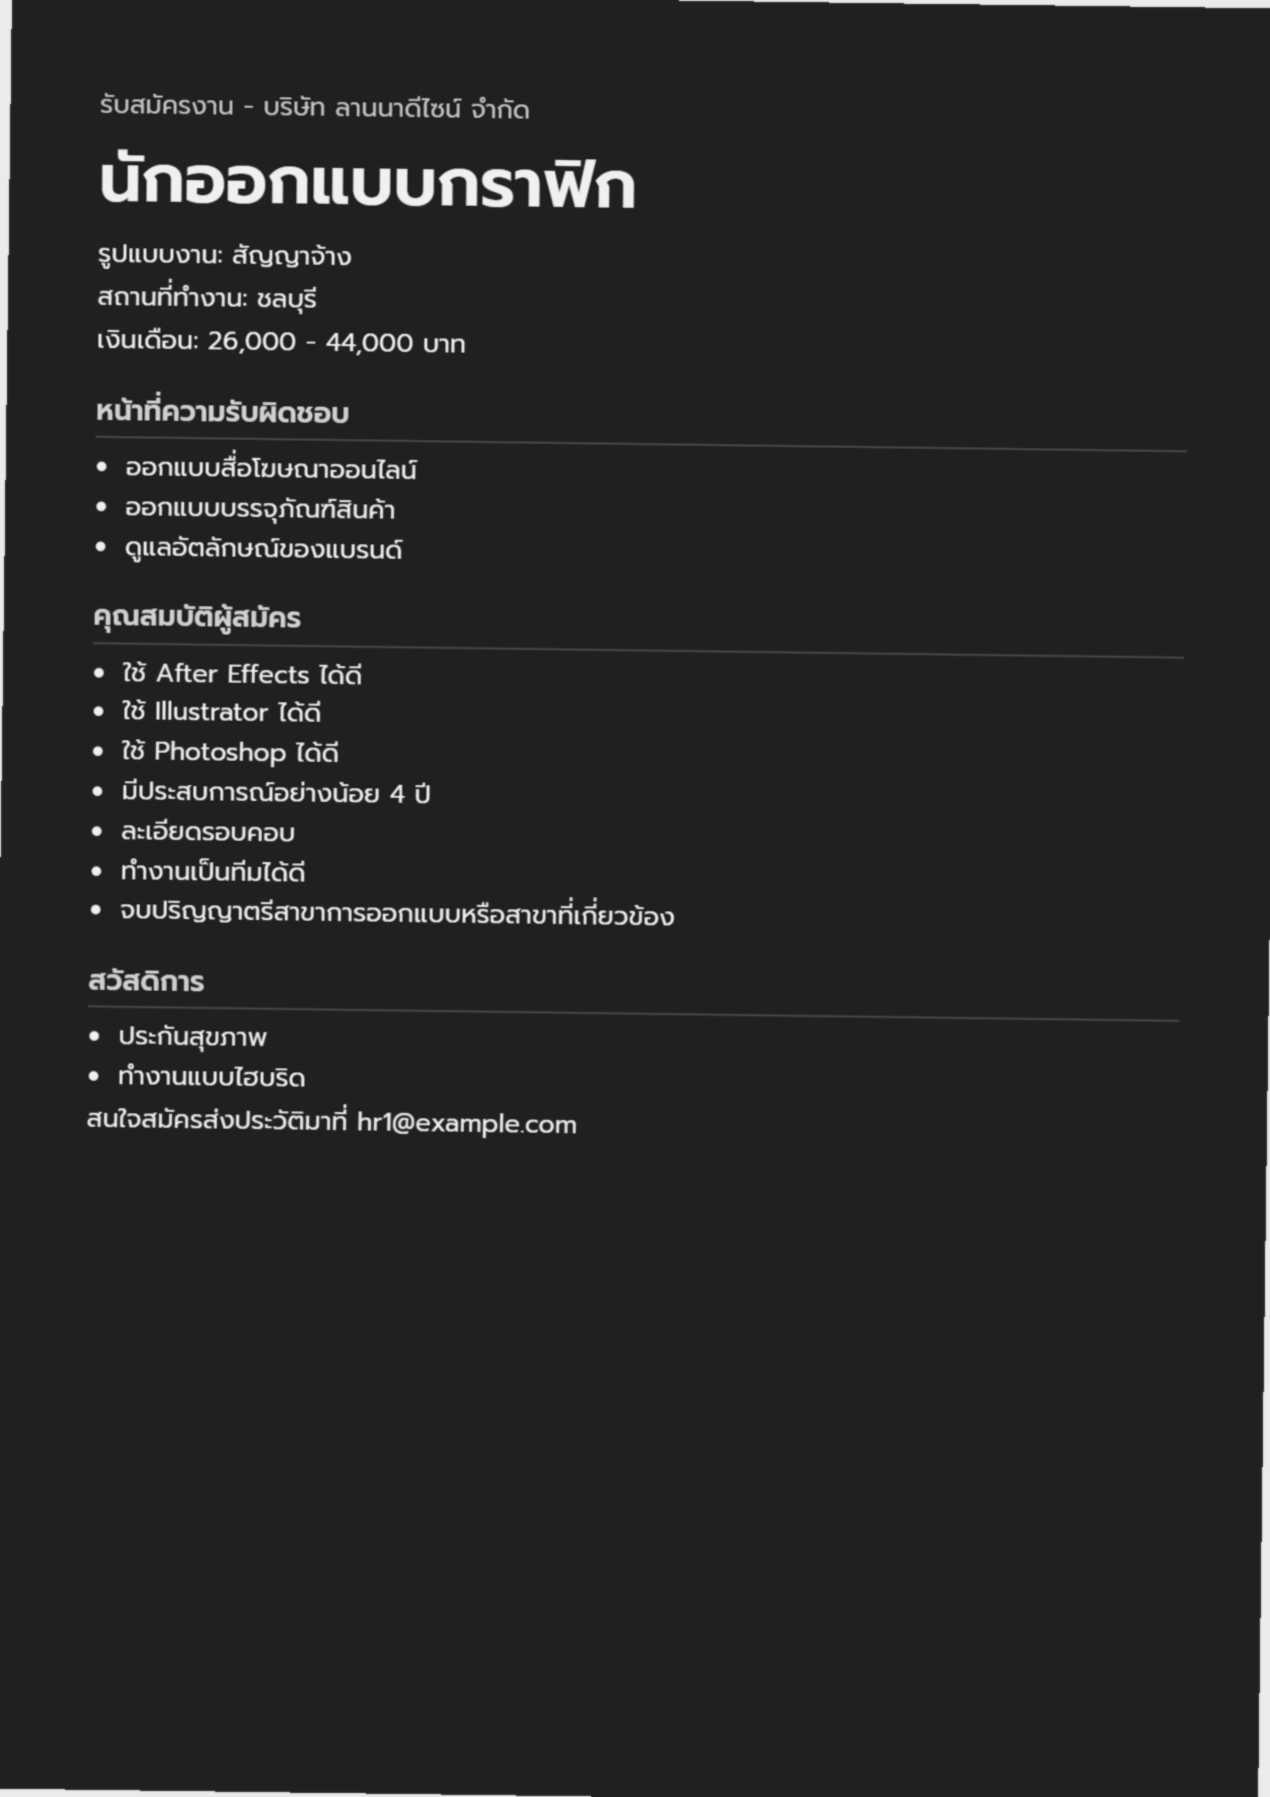 รับสมัครงาน - บริษัท ลานนาดีไซน์ จำกัด
นักออกแบบกราฟิก
รูปแบบงาน: สัญญาจ้าง
สถานที่ทำงาน: ชลบุรี
เงินเดือน: 26,000 - 44,000 บาท
หน้าที่ความรับผิดชอบ
• ออกแบบสื่อโฆษณาออนไลน์
• ออกแบบบรรจุภัณฑ์สินค้า
• ดูแลอัตลักษณ์ของแบรนด์
คุณสมบัติผู้สมัคร
• ใช้ After Effects ได้ดี
• ใช้ Illustrator ได้ดี
• ใช้ Photoshop ได้ดี
• มีประสบการณ์อย่างน้อย 4 ปี
• ละเอียดรอบคอบ
• ทำงานเป็นทีมได้ดี
• จบปริญญาตรีสาขาการออกแบบหรือสาขาที่เกี่ยวข้อง
สวัสดิการ
• ประกันสุขภาพ
• ทำงานแบบไฮบริด
สนใจสมัครส่งประวัติมาที่ hr1@example.com